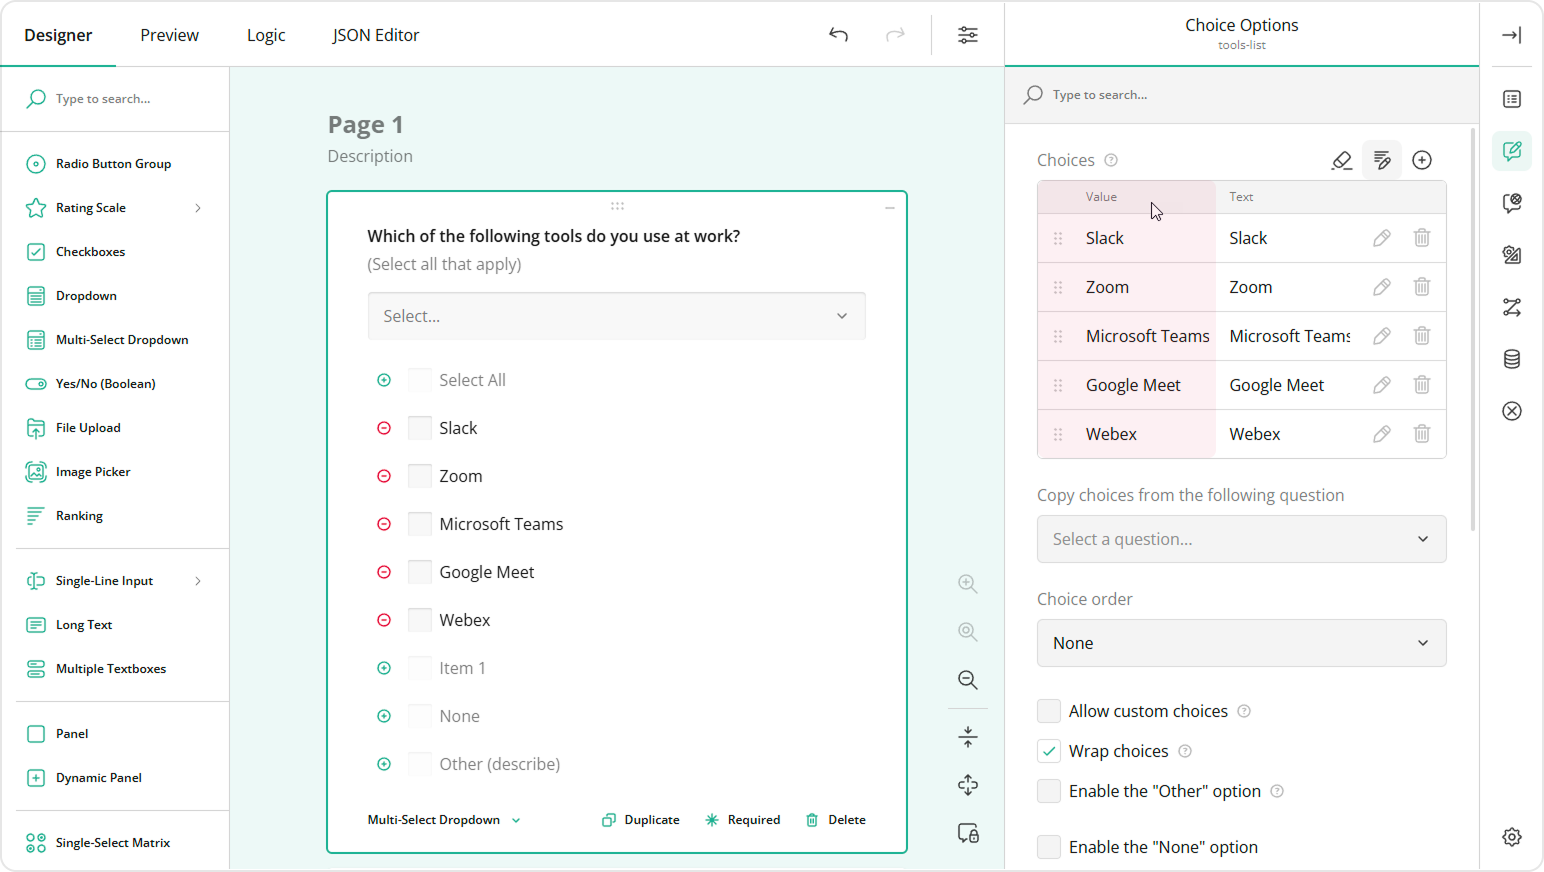 Designer
Preview
Logic
JSON Editor
Choice Options
tools-list
Type to search...
Radio Button Group
Rating Scale
Checkboxes
Dropdown
Multi-Select Dropdown
Yes/No (Boolean)
File Upload
Image Picker
Ranking
Single-Line Input
Long Text
Multiple Textboxes
Panel
Dynamic Panel
Single-Select Matrix
Page 1
Description
Which of the following tools do you use at work?
(Select all that apply)
Select...
Select All
Slack
Zoom
Microsoft Teams
Google Meet
Webex
Item 1
None
Other (describe)
Multi-Select Dropdown
Duplicate
Required
Delete
Type to search...
Choices
Value Text
Slack Slack
Zoom Zoom
Microsoft Teams Microsoft Teams
Google Meet Google Meet
Webex Webex
Copy choices from the following question
Select a question...
Choice order
None
Allow custom choices
Wrap choices
Enable the "Other" option
Enable the "None" option